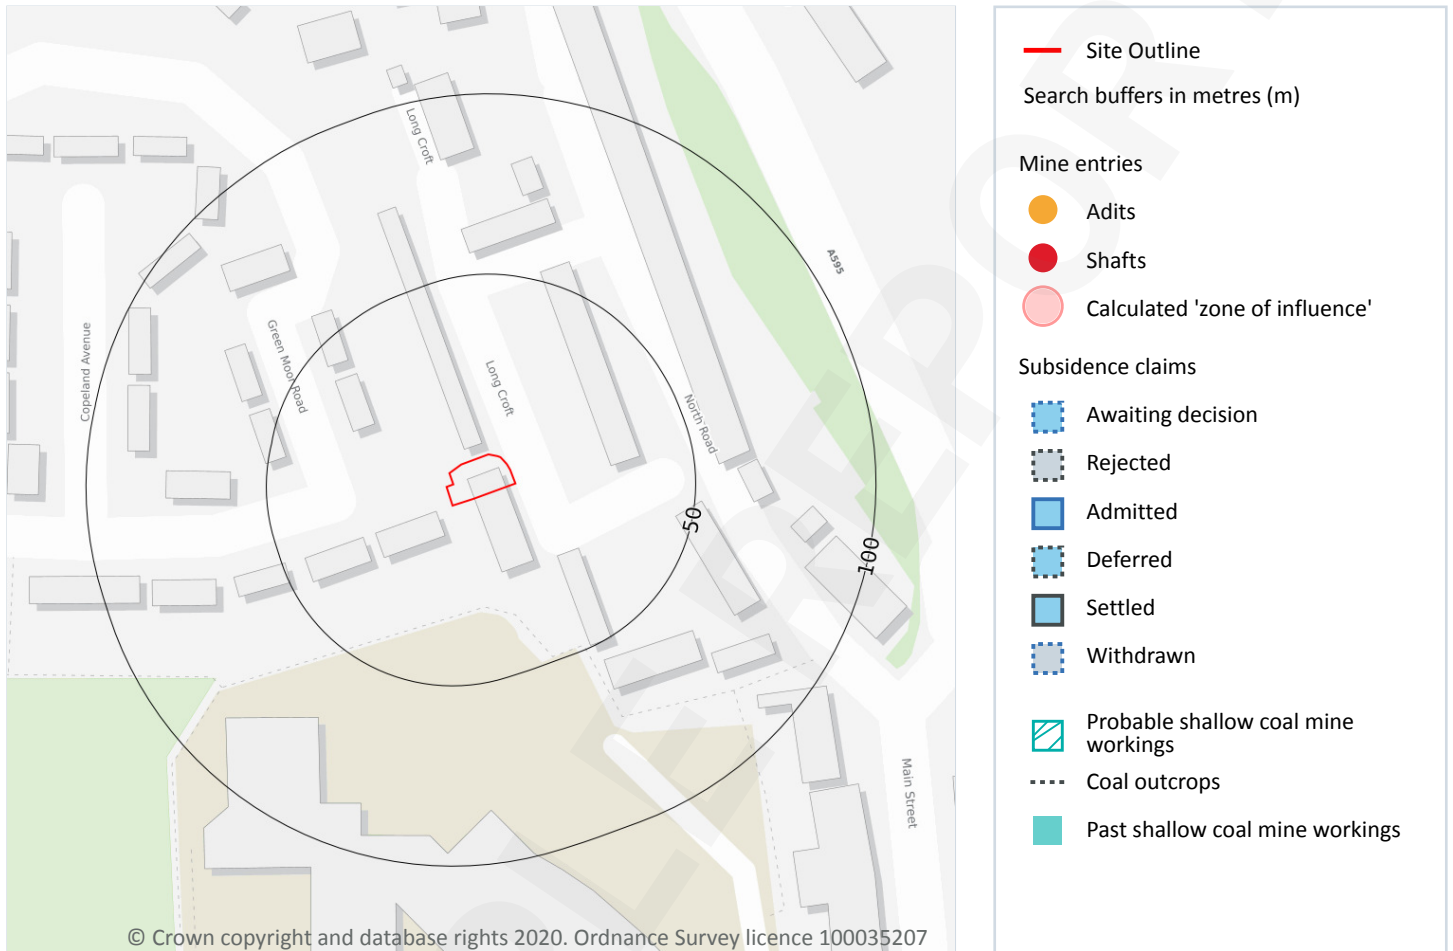 Long Croft
A595
Copeland Avenue
Green Moor Road
Long Croft
North Road
50
100
Main Street
© Crown copyright and database rights 2020. Ordnance Survey licence 100035207
Site Outline
Search buffers in metres (m)
Mine entries
Adits
Shafts
Calculated 'zone of influence'
Subsidence claims
Awaiting decision
Rejected
Admitted
Deferred
Settled
Withdrawn
Probable shallow coal mine
workings
Coal outcrops
Past shallow coal mine workings